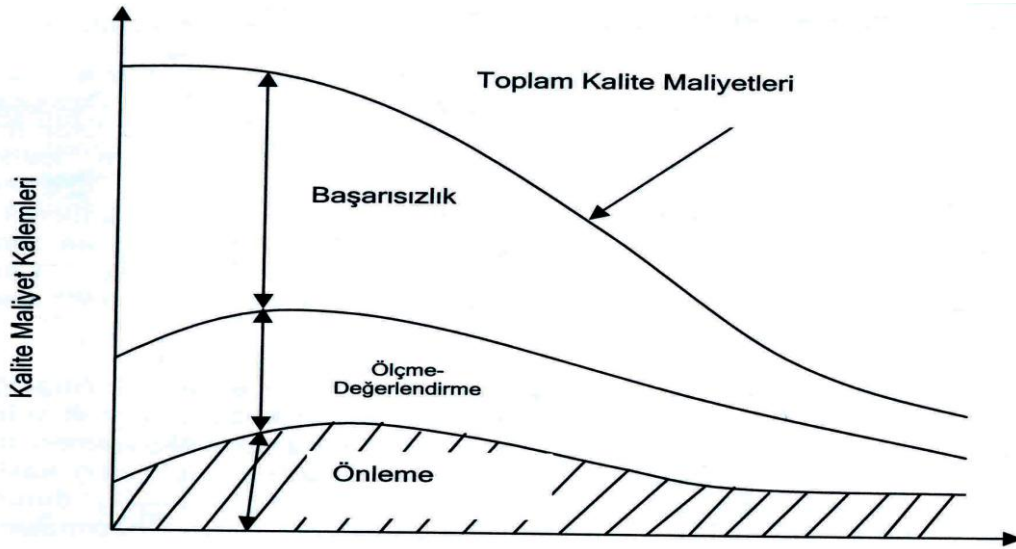 Toplam Kalite Maliyetleri
Başarısızlık
Kalite Maliyet Kalemleri
Ölçme-
Değerlendirme
Önleme